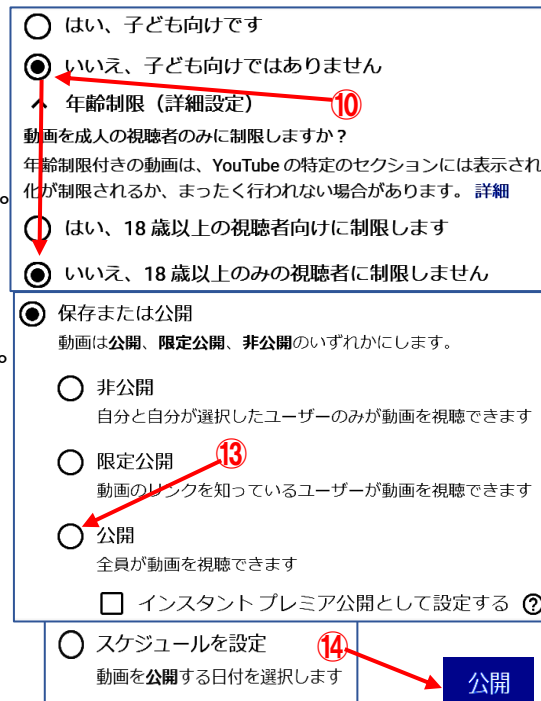 はい、子ども向けです
いいえ、子ども向けではありません
年齢制限（詳細設定） ⑩
動画を成人の視聴者のみに制限しますか？
年齢制限付きの動画は、YouTube の特定のセクションには表示され
化が制限されるか、まったく行われない場合があります。 詳細
はい、18 歳以上の視聴者向けに制限します
いいえ、18 歳以上のみの視聴者に制限しません
保存または公開
動画は公開、限定公開、非公開のいずれかにします。
非公開
自分と自分が選択したユーザーのみが動画を視聴できます
限定公開 ⑬
動画のリンクを知っているユーザーが動画を視聴できます
公開
全員が動画を視聴できます
インスタント プレミア公開として設定する ?
スケジュールを設定 ⑭
動画を公開する日付を選択します
公開